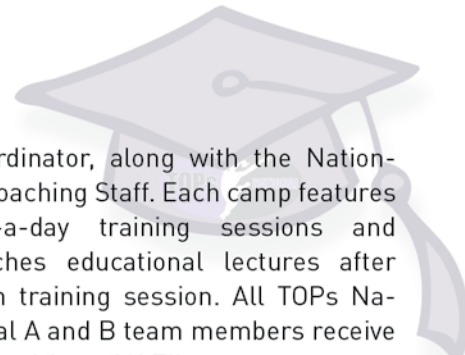 rdinator, along with the Nation-
oaching Staff. Each camp features
-a-day training sessions and
ches educational lectures after
n training session. All TOPs Na-
al A and B team members receive